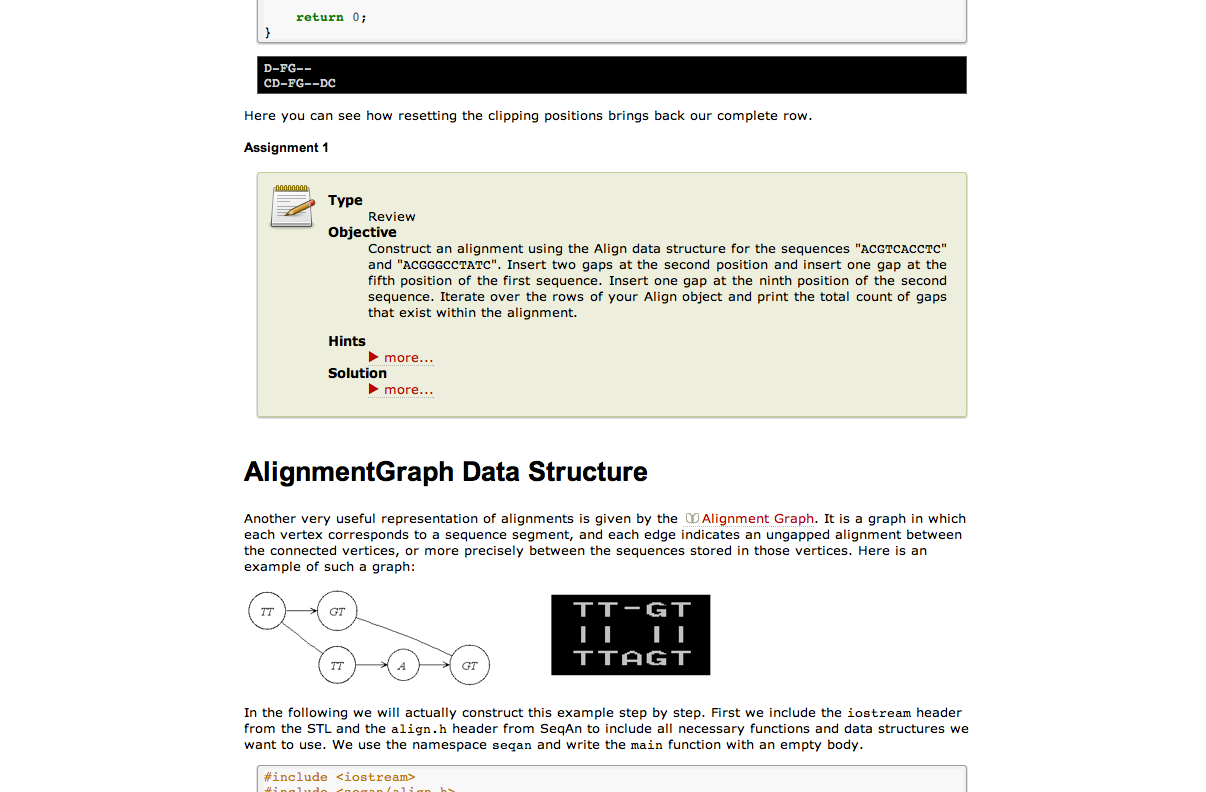 return 0;
}
D-FG--
CD-FG--DC
Here you can see how resetting the clipping positions brings back our complete row.
Assignment 1
Type
Review
Objective
Construct an alignment using the Align data structure for the sequences "ACGTCACCTC"
and "ACGGGCCTATC". Insert two gaps at the second position and insert one gap at the
fifth position of the first sequence. Insert one gap at the ninth position of the second
sequence. Iterate over the rows of your Align object and print the total count of gaps
that exist within the alignment.
Hints
▶ more...
Solution
▶ more...
AlignmentGraph Data Structure
Another very useful representation of alignments is given by the Alignment Graph. It is a graph in which
each vertex corresponds to a sequence segment, and each edge indicates an ungapped alignment between
the connected vertices, or more precisely between the sequences stored in those vertices. Here is an
example of such a graph:
TT GT
TT A GT
TT-GT
|| ||
TTAGT
In the following we will actually construct this example step by step. First we include the iostream header
from the STL and the align.h header from SeqAn to include all necessary functions and data structures we
want to use. We use the namespace seqan and write the main function with an empty body.
#include <iostream>
#include <seqan/align.h>